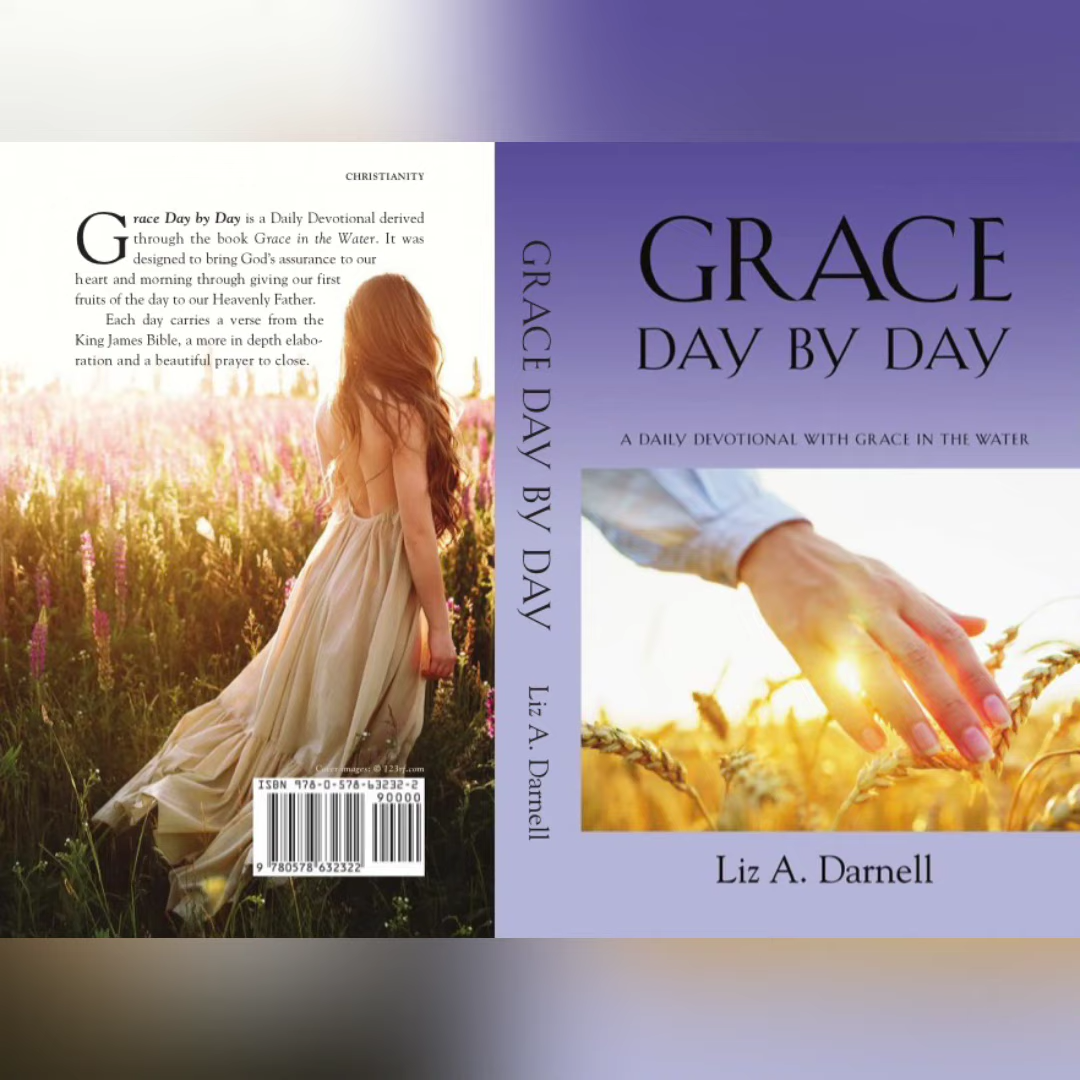 CHRISTIANITY
Grace Day by Day is a Daily Devotional derived
through the book Grace in the Water. It was
designed to bring God's assurance to our
heart and morning through giving our first
fruits of the day to our Heavenly Father.
Each day carries a verse from the
King James Bible, a more in depth elabo-
ration and a beautiful prayer to close.
Cover images: © 123rf.com
ISBN 978-0-578-63232-2
90000
9 780578 632322
GRACE DAY BY DAY Liz A. Darnell
GRACE
DAY BY DAY
A DAILY DEVOTIONAL WITH GRACE IN THE WATER
Liz A. Darnell